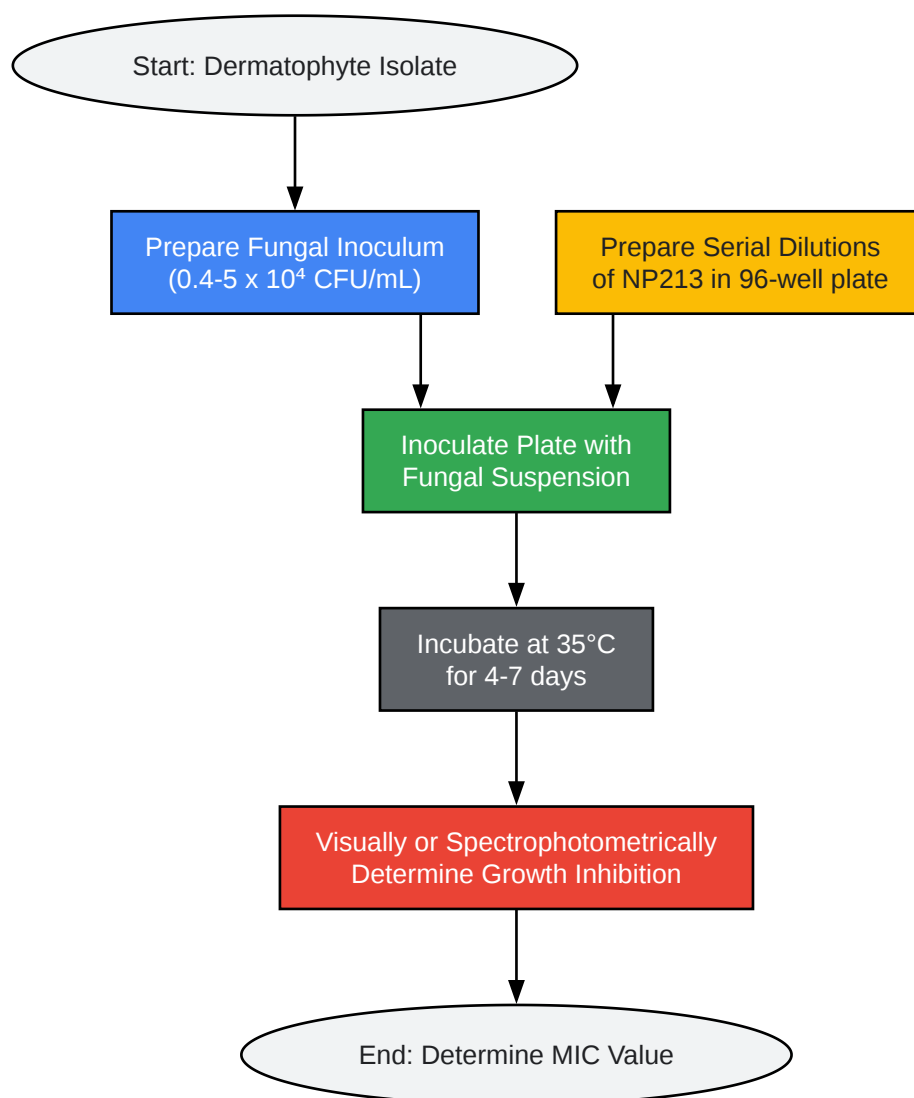 Start: Dermatophyte Isolate
Prepare Fungal Inoculum
(0.4-5 x 10⁴ CFU/mL)
Prepare Serial Dilutions
of NP213 in 96-well plate
Inoculate Plate with
Fungal Suspension
Incubate at 35°C
for 4-7 days
Visually or Spectrophotometrically
Determine Growth Inhibition
End: Determine MIC Value